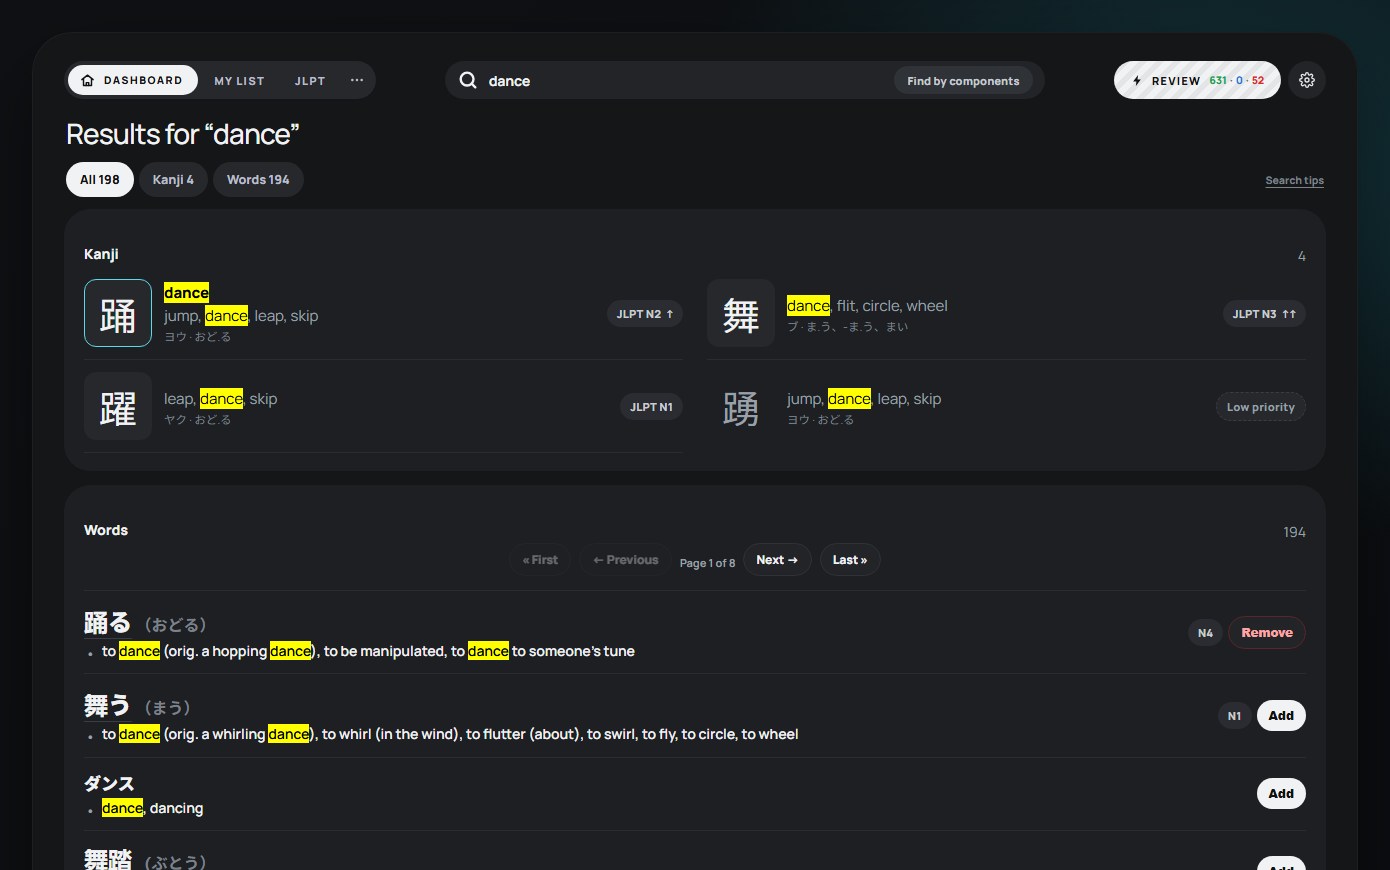 DASHBOARD MY LIST JLPT ···
dance Find by components
REVIEW 631 · 0 · 52
Results for “dance”
All 198 Kanji 4 Words 194
Search tips
Kanji 4
踊
dance
jump, dance, leap, skip
ヨウ · おど.る
JLPT N2 ↑
舞
dance, flit, circle, wheel
ブ · ま.う、-ま.う、まい
JLPT N3 ↑↑
躍
leap, dance, skip
ヤク · おど.る
JLPT N1
踴
jump, dance, leap, skip
ヨウ · おど.る
Low priority
Words 194
« First ← Previous Page 1 of 8 Next → Last »
踊る （おどる） N4 Remove
• to dance (orig. a hopping dance), to be manipulated, to dance to someone’s tune
舞う （まう） N1 Add
• to dance (orig. a whirling dance), to whirl (in the wind), to flutter (about), to swirl, to fly, to circle, to wheel
ダンス Add
• dance, dancing
舞踏 （ぶとう） Add